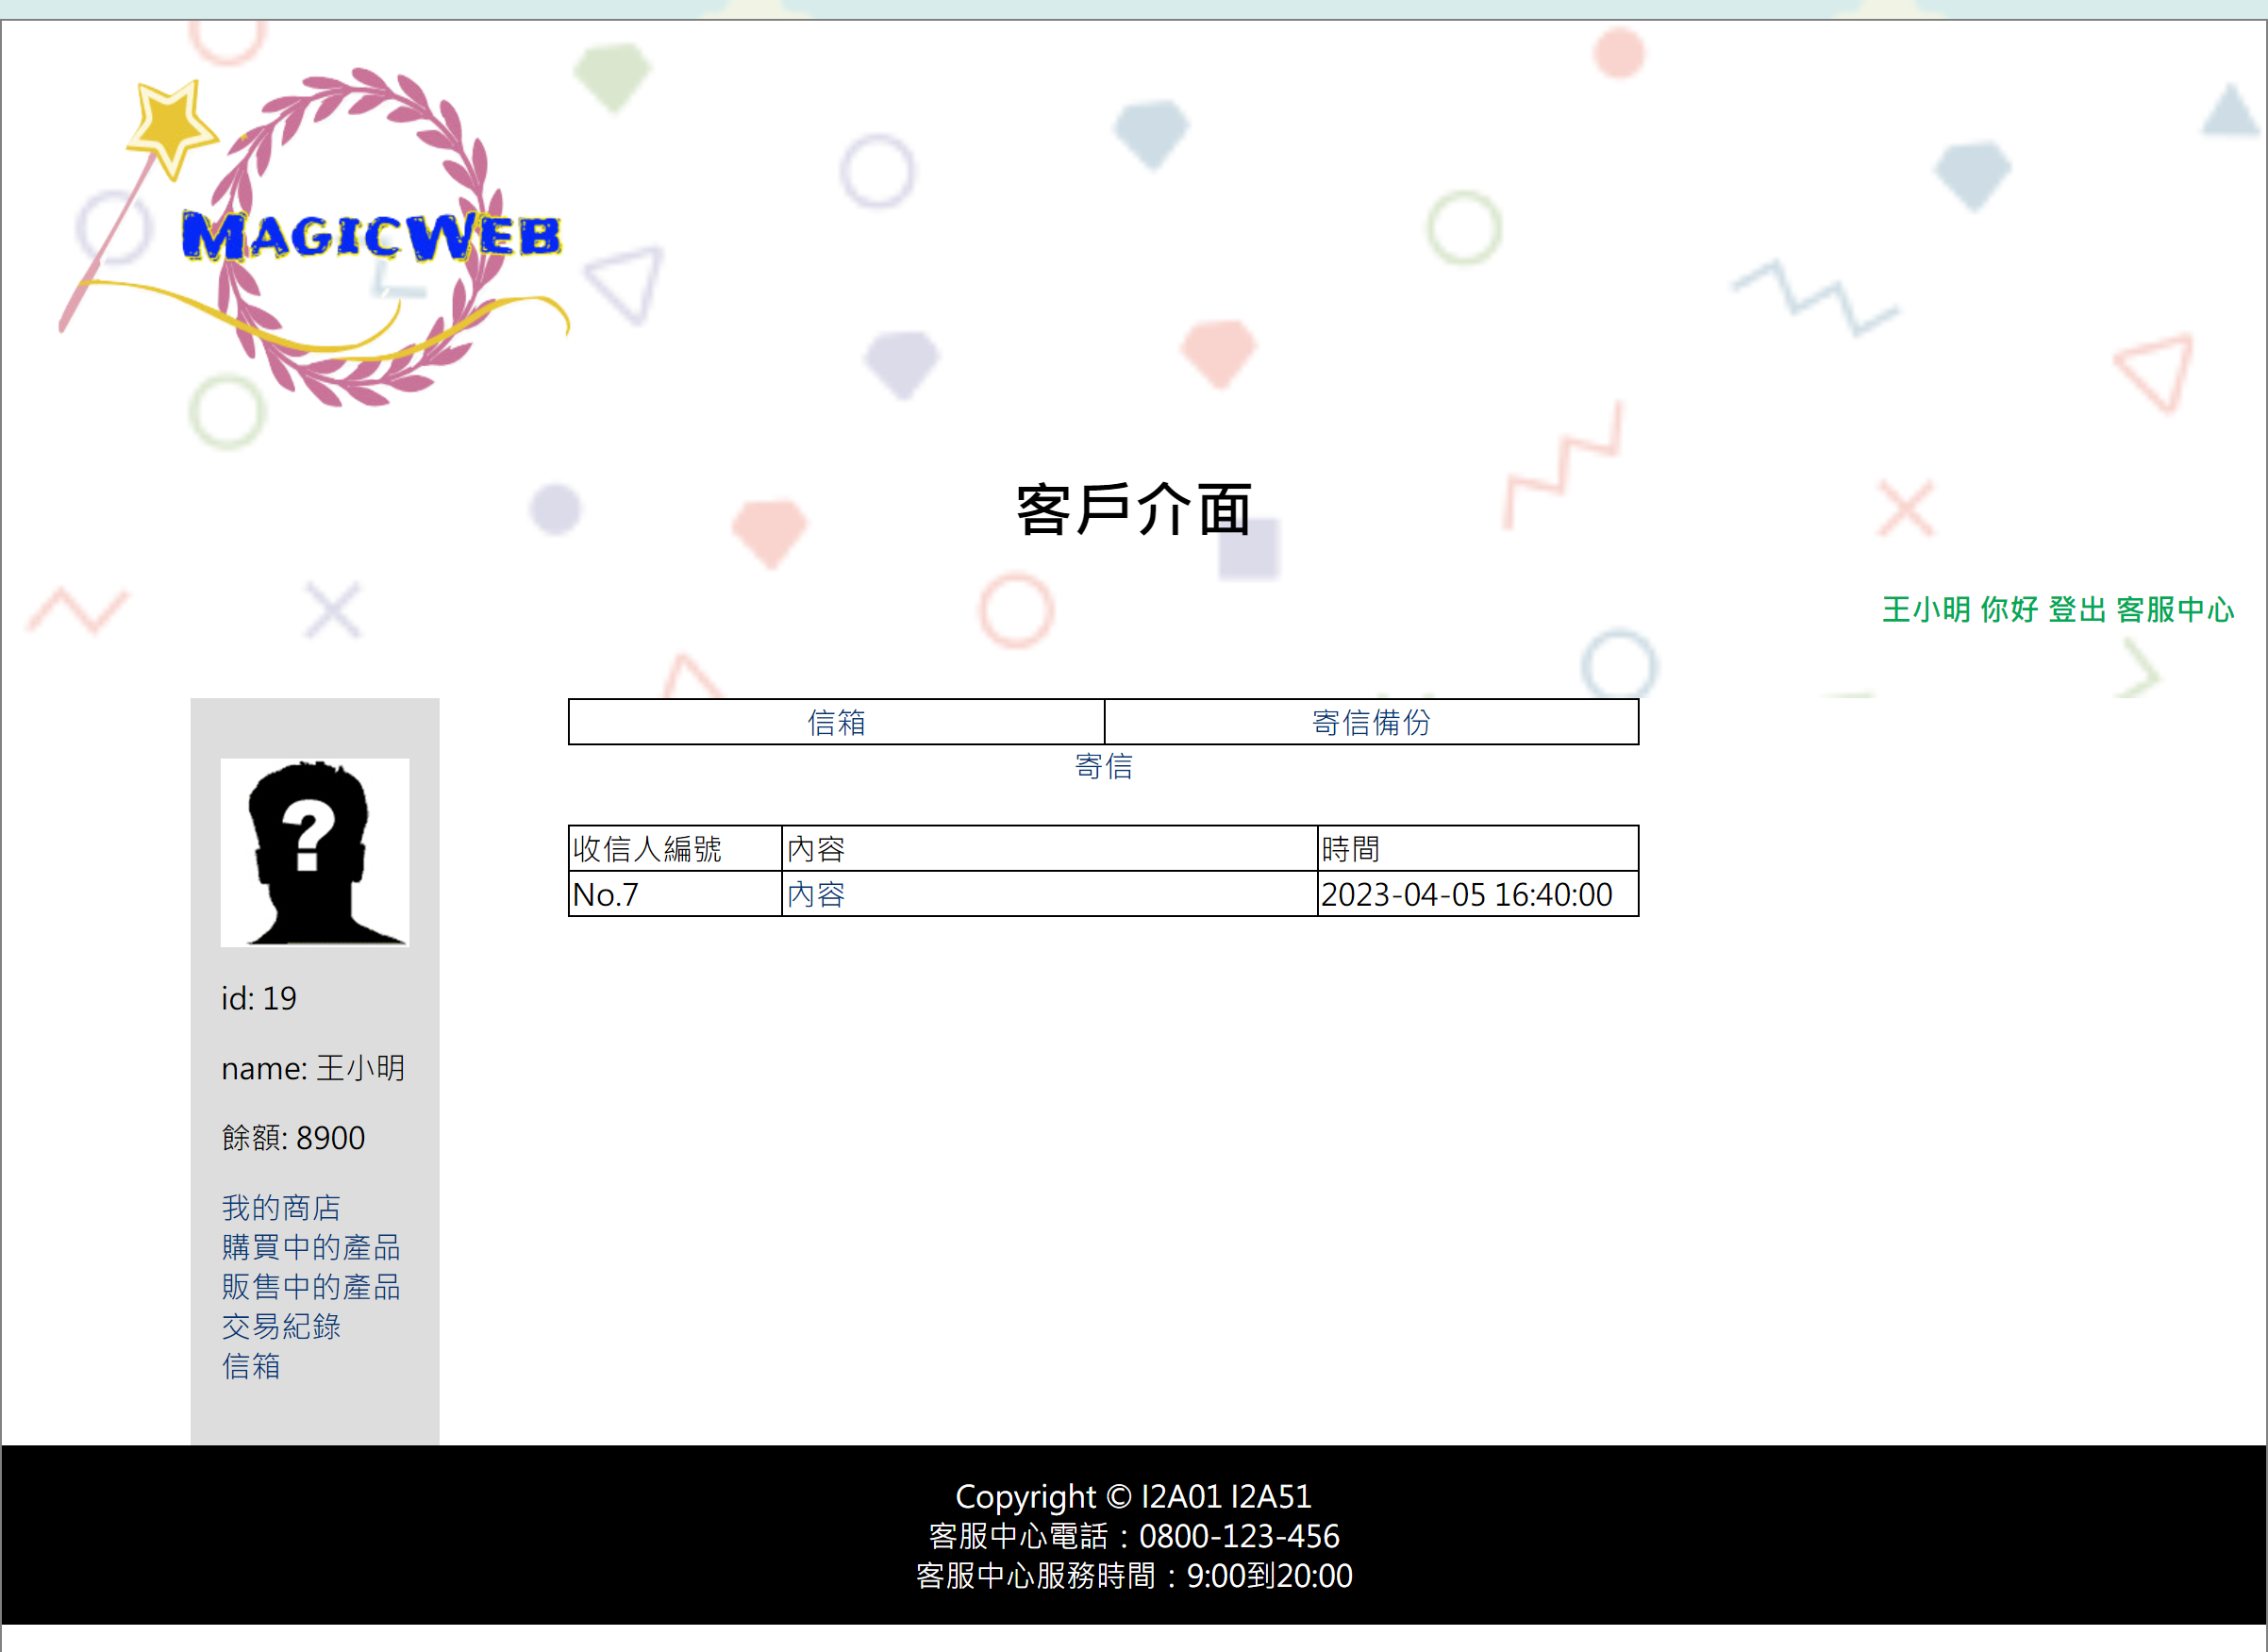 MAGICWEB
客戶介面
王小明 你好 登出 客服中心
信箱 寄信備份
寄信
收信人編號 內容 時間
No.7 內容 2023-04-05 16:40:00
?
id: 19
name: 王小明
餘額: 8900
我的商店
購買中的產品
販售中的產品
交易紀錄
信箱
Copyright © I2A01 I2A51
客服中心電話：0800-123-456
客服中心服務時間：9:00到20:00